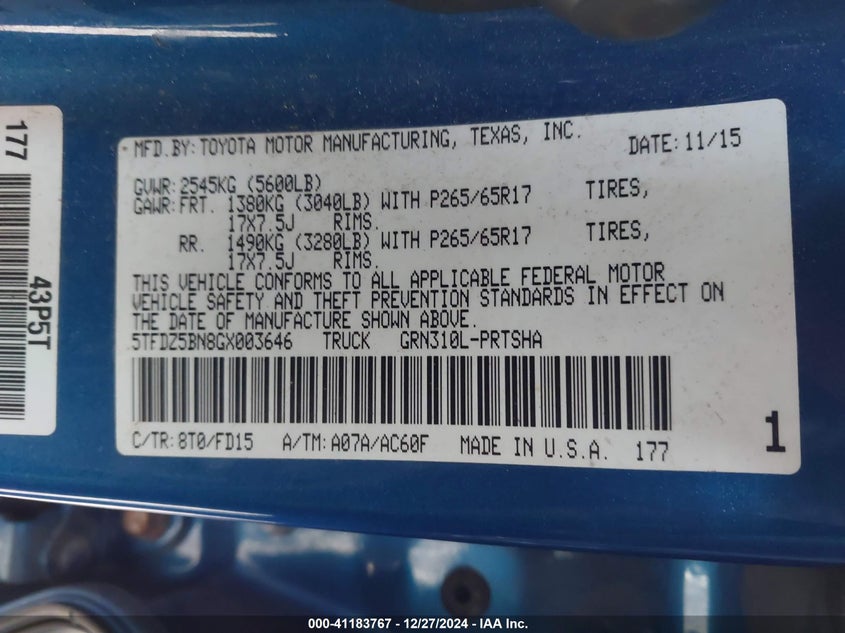 177
43P5T
MFD.BY:TOYOTA MOTOR MANUFACTURING, TEXAS, INC. DATE:11/15
GVWR:2545KG (5600LB)
GAWR:FRT. 1380KG (3040LB) WITH P265/65R17 TIRES,
17X7.5J RIMS.
RR. 1490KG (3280LB) WITH P265/65R17 TIRES,
17X7.5J RIMS.
THIS VEHICLE CONFORMS TO ALL APPLICABLE FEDERAL MOTOR
VEHICLE SAFETY AND THEFT PREVENTION STANDARDS IN EFFECT ON
THE DATE OF MANUFACTURE SHOWN ABOVE.
5TFDZ5BN8GX003646 TRUCK GRN310L-PRTSHA
C/TR:8T0/FD15 A/TM:A07A/AC60F MADE IN U.S.A. 177
1
000-41183767 - 12/27/2024 - IAA Inc.